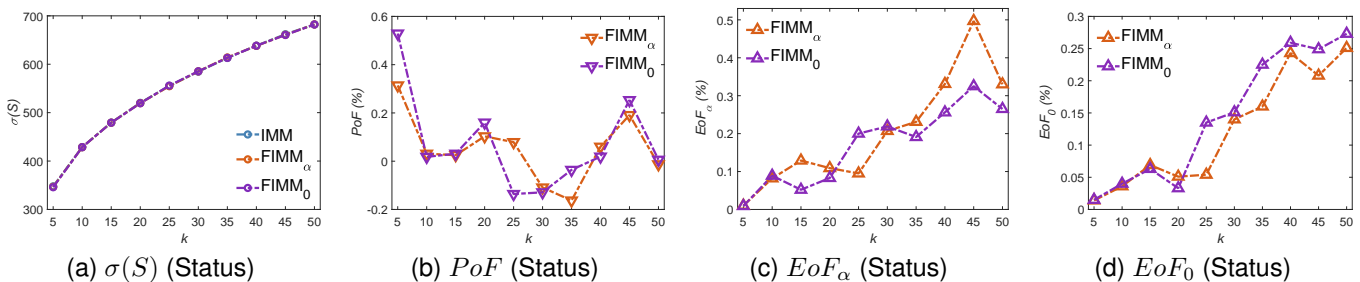 700
600
500
400
300
σ(S)
IMM
FIMMα
FIMM0
5 10 15 20 25 30 35 40 45 50
k
(a) σ(S) (Status)
0.6
0.4
0.2
0
-0.2
PoF (%)
FIMMα
FIMM0
5 10 15 20 25 30 35 40 45 50
k
(b) PoF (Status)
0.5
0.4
0.3
0.2
0.1
0
EoFα (%)
FIMMα
FIMM0
5 10 15 20 25 30 35 40 45 50
k
(c) EoFα (Status)
0.3
0.25
0.2
0.15
0.1
0.05
0
EoF0 (%)
FIMMα
FIMM0
5 10 15 20 25 30 35 40 45 50
k
(d) EoF0 (Status)